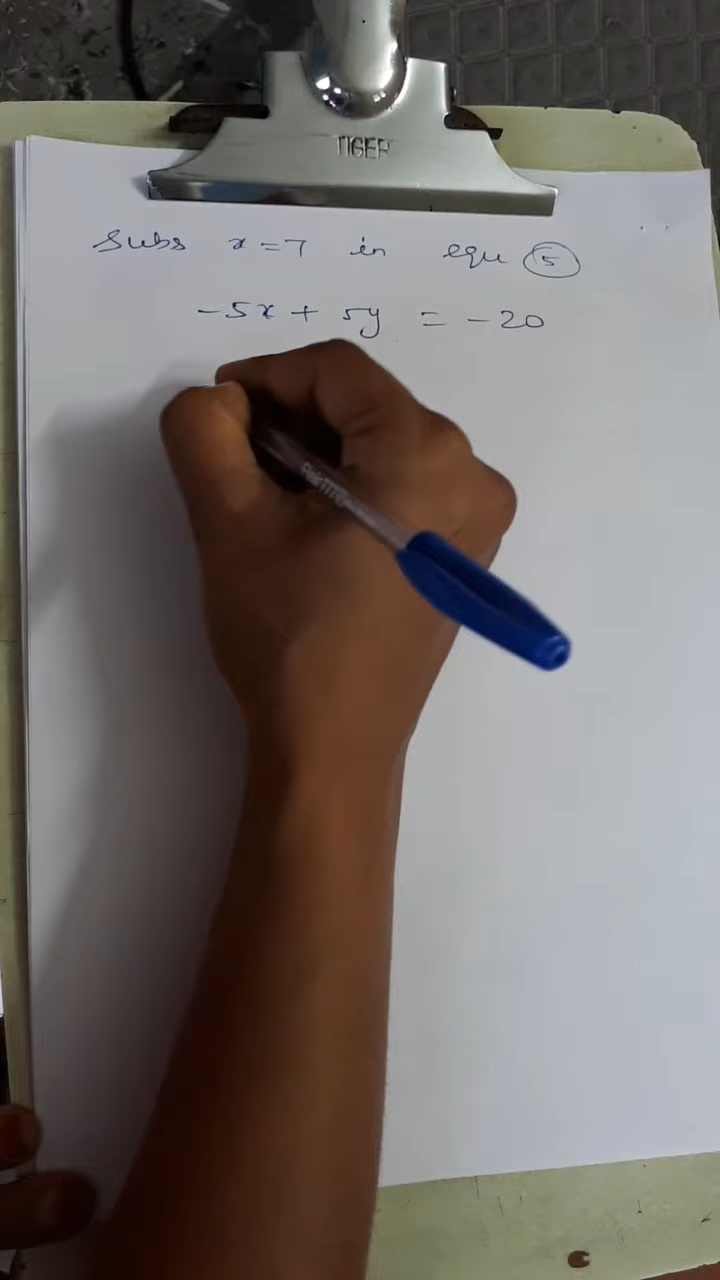 TIGER
Subs x=7 in equ (5)
-5x + 5y = -20